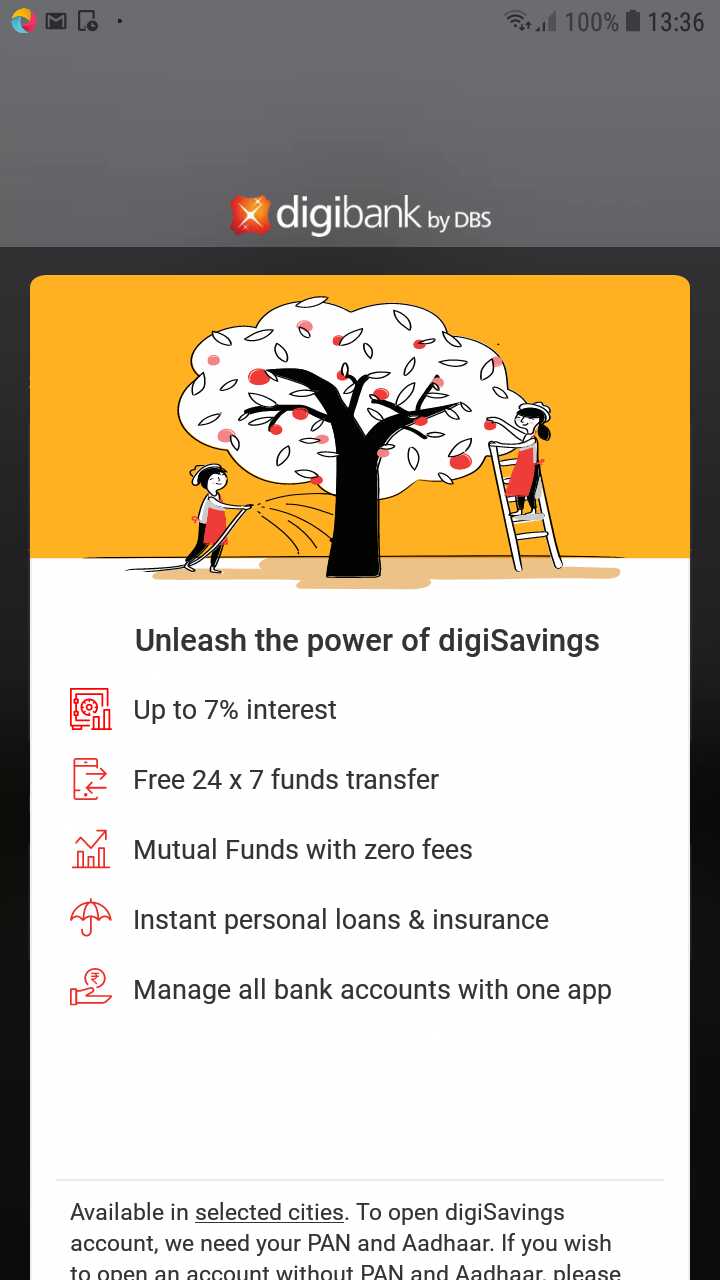 100% 13:36
digibank by DBS
Unleash the power of digiSavings
Up to 7% interest
Free 24 x 7 funds transfer
Mutual Funds with zero fees
Instant personal loans & insurance
Manage all bank accounts with one app
Available in selected cities. To open digiSavings
account, we need your PAN and Aadhaar. If you wish
to open an account without PAN and Aadhaar, please